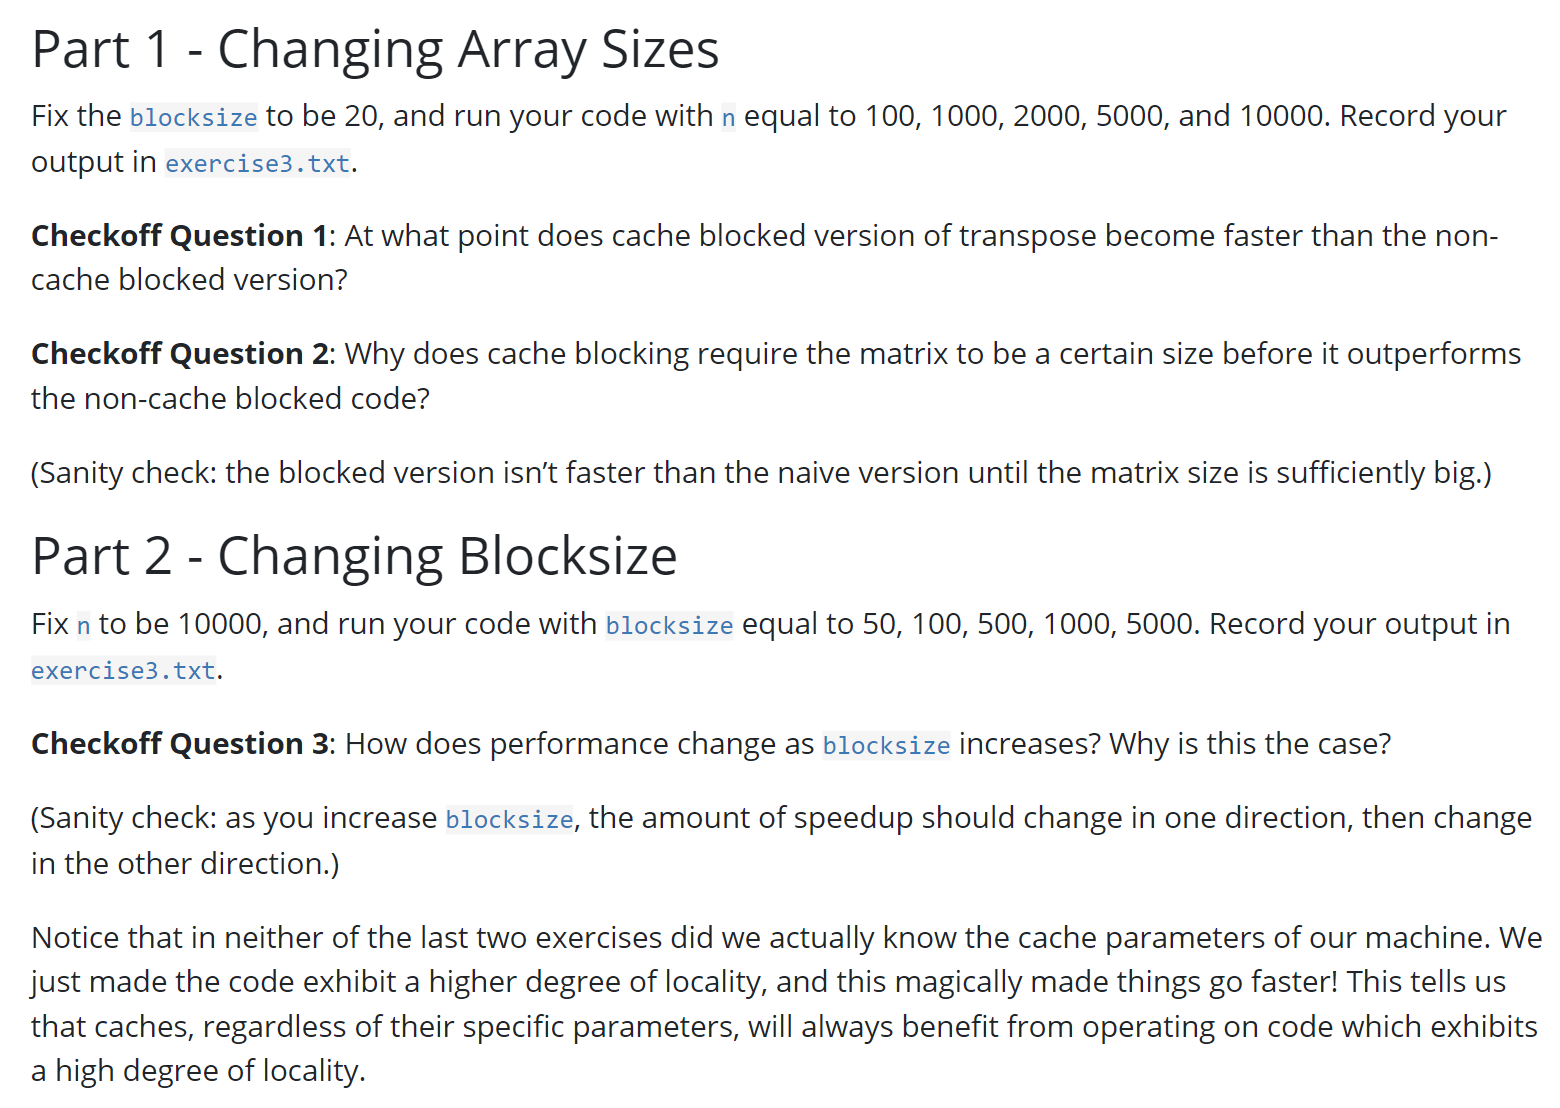 Part 1 - Changing Array Sizes
Fix the blocksize to be 20, and run your code with n equal to 100, 1000, 2000, 5000, and 10000. Record your
output in exercise3.txt.
Checkoff Question 1: At what point does cache blocked version of transpose become faster than the non-
cache blocked version?
Checkoff Question 2: Why does cache blocking require the matrix to be a certain size before it outperforms
the non-cache blocked code?
(Sanity check: the blocked version isn’t faster than the naive version until the matrix size is sufficiently big.)
Part 2 - Changing Blocksize
Fix n to be 10000, and run your code with blocksize equal to 50, 100, 500, 1000, 5000. Record your output in
exercise3.txt.
Checkoff Question 3: How does performance change as blocksize increases? Why is this the case?
(Sanity check: as you increase blocksize, the amount of speedup should change in one direction, then change
in the other direction.)
Notice that in neither of the last two exercises did we actually know the cache parameters of our machine. We
just made the code exhibit a higher degree of locality, and this magically made things go faster! This tells us
that caches, regardless of their specific parameters, will always benefit from operating on code which exhibits
a high degree of locality.